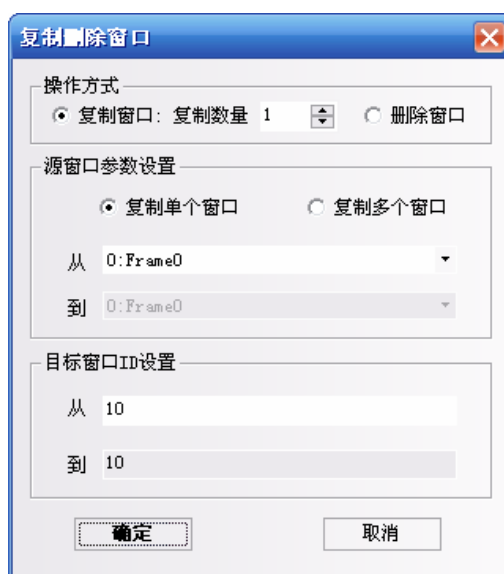 复制删除窗口
操作方式
复制窗口: 复制数量 1 删除窗口
源窗口参数设置
复制单个窗口 复制多个窗口
从 0:Frame0
到 0:Frame0
目标窗口ID设置
从 10
到 10
确定 取消